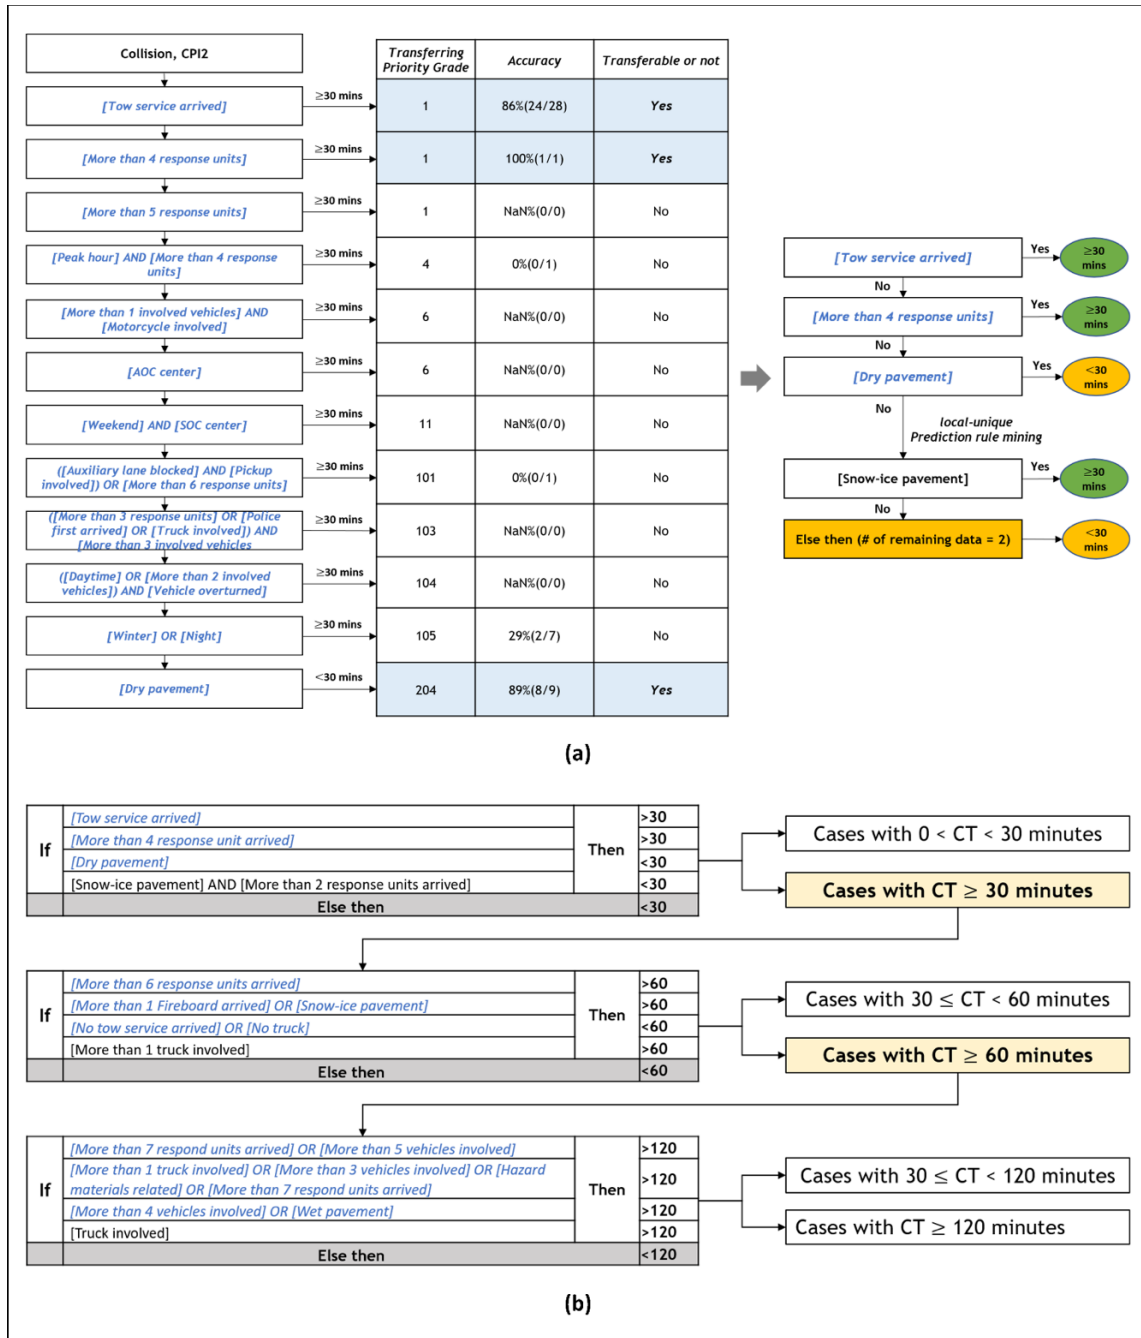 Collision, CPI2
Transferring Priority Grade
Accuracy
Transferable or not
[Tow service arrived]
≥30 mins
1
86%(24/28)
Yes
[More than 4 response units]
≥30 mins
1
100%(1/1)
Yes
[More than 5 response units]
≥30 mins
1
NaN%(0/0)
No
[Peak hour] AND [More than 4 response
units]
≥30 mins
4
0%(0/1)
No
[More than 1 involved vehicles] AND
[Motorcycle involved]
≥30 mins
6
NaN%(0/0)
No
[AOC center]
≥30 mins
6
NaN%(0/0)
No
[Weekend] AND [SOC center]
≥30 mins
11
NaN%(0/0)
No
([Auxiliary lane blocked] AND [Pickup
involved]) OR [More than 6 response units]
≥30 mins
101
0%(0/1)
No
([More than 3 response units] OR [Police
first arrived] OR [Truck involved]) AND
[More than 3 involved vehicles
≥30 mins
103
NaN%(0/0)
No
([Daytime] OR [More than 2 involved
vehicles]) AND [Vehicle overturned]
≥30 mins
104
NaN%(0/0)
No
[Winter] OR [Night]
≥30 mins
105
29%(2/7)
No
[Dry pavement]
<30 mins
204
89%(8/9)
Yes
[Tow service arrived]
Yes
≥30
mins
No
[More than 4 response units]
Yes
≥30
mins
No
[Dry pavement]
Yes
<30
mins
No
local-unique
Prediction rule mining
[Snow-ice pavement]
Yes
≥30
mins
No
Else then (# of remaining data = 2)
<30
mins
(a)
If
[Tow service arrived]
[More than 4 response unit arrived]
[Dry pavement]
[Snow-ice pavement] AND [More than 2 response units arrived]
Else then
Then
>30
>30
<30
<30
<30
Cases with 0 < CT < 30 minutes
Cases with CT ≥ 30 minutes
If
[More than 6 response units arrived]
[More than 1 Fireboard arrived] OR [Snow-ice pavement]
[No tow service arrived] OR [No truck]
[More than 1 truck involved]
Else then
Then
>60
>60
<60
>60
<60
Cases with 30 ≤ CT < 60 minutes
Cases with CT ≥ 60 minutes
If
[More than 7 respond units arrived] OR [More than 5 vehicles involved]
[More than 1 truck involved] OR [More than 3 vehicles involved] OR [Hazard
materials related] OR [More than 7 respond units arrived]
[More than 4 vehicles involved] OR [Wet pavement]
[Truck involved]
Else then
Then
>120
>120
>120
>120
<120
Cases with 30 ≤ CT < 120 minutes
Cases with CT ≥ 120 minutes
(b)